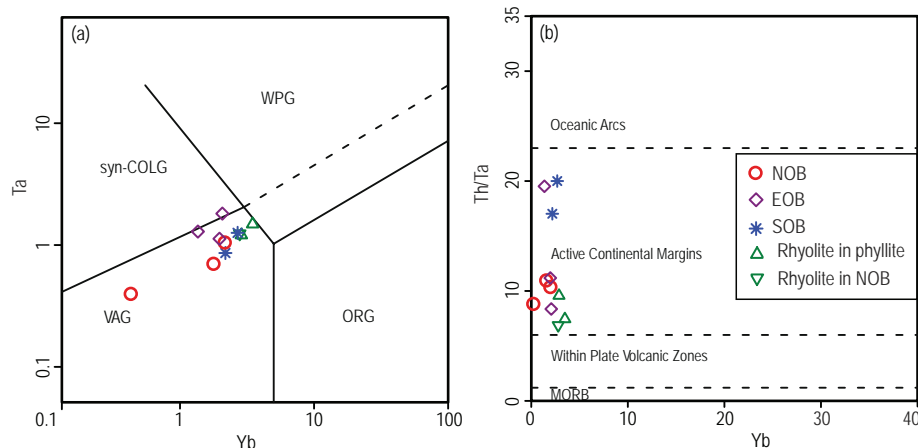 (a)
WPG
10
syn-COLG
Ta
1
VAG
ORG
0.1
0.1
1
10
100
Yb
(b)
35
30
Oceanic Arcs
20
Th/Ta
Active Continental Margins
10
Within Plate Volcanic Zones
MORB
0
0
10
20
30
40
Yb
NOB
EOB
SOB
Rhyolite in phyllite
Rhyolite in NOB